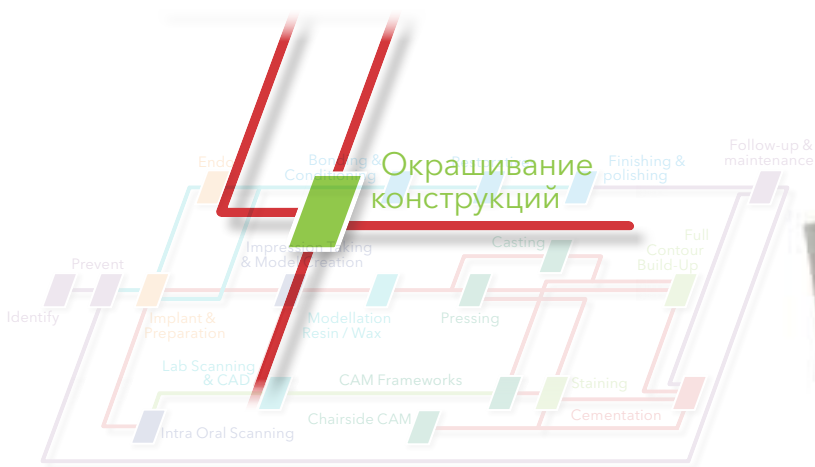 Окрашивание
конструкций
Follow-up &
maintenance
Endo
Bonding &
Conditioning
Finishing &
polishing
Impression Taking
& Model Creation
Casting
Full
Contour
Build-Up
Prevent
Identify
Implant &
Preparation
Modellation
Resin / Wax
Pressing
Lab Scanning
& CAD
CAM Frameworks
Staining
Chairside CAM
Cementation
Intra Oral Scanning